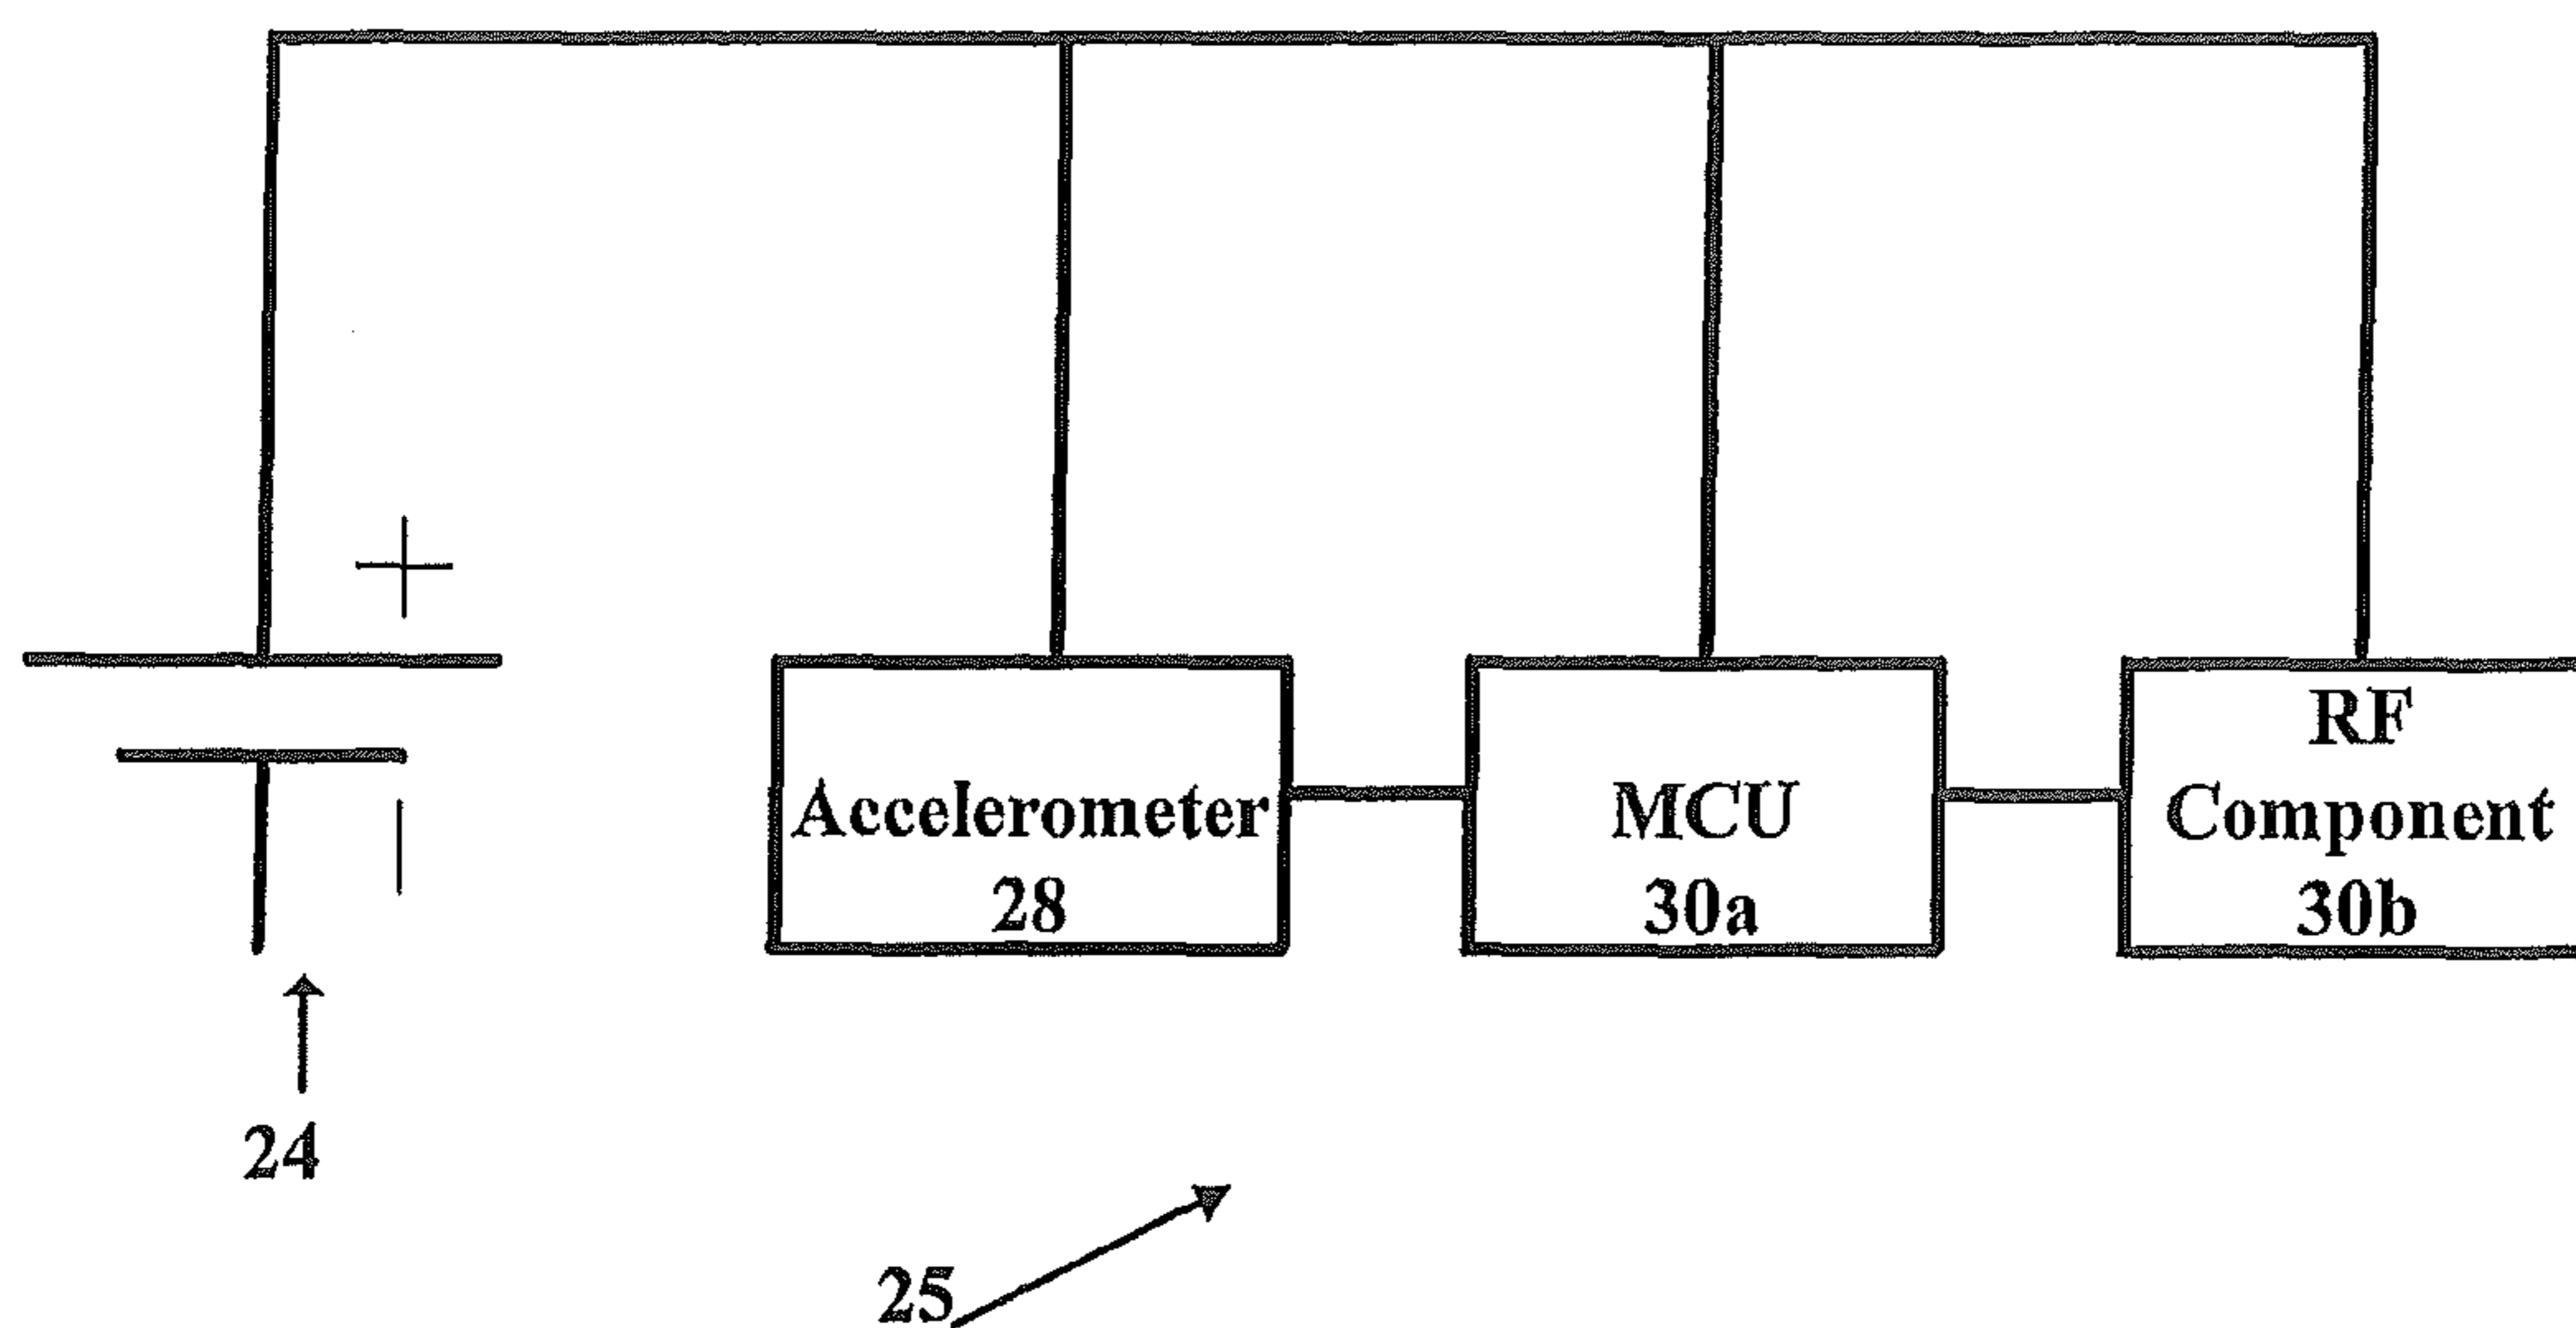 +
Accelerometer
28
MCU
30a
RF
Component
30b
24
25